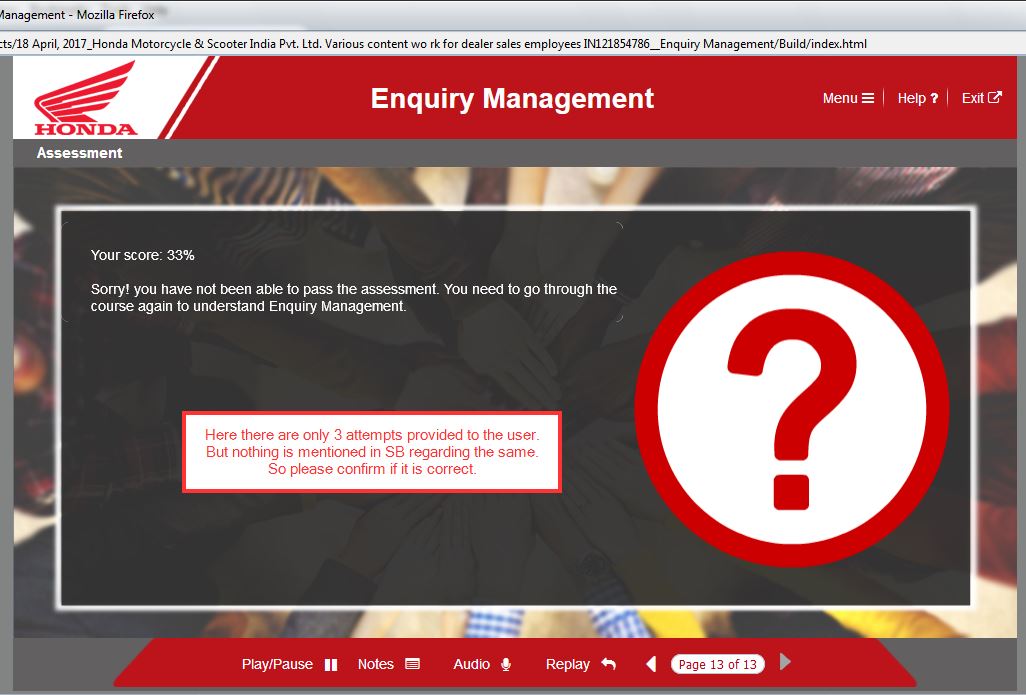 Management - Mozilla Firefox
cts/18 April, 2017_Honda Motorcycle & Scooter India Pvt. Ltd. Various content wo rk for dealer sales employees IN121854786__Enquiry Management/Build/index.html
HONDA
Enquiry Management
Menu Help ? Exit
Assessment
Your score: 33%
Sorry! you have not been able to pass the assessment. You need to go through the
course again to understand Enquiry Management.
?
Here there are only 3 attempts provided to the user.
But nothing is mentioned in SB regarding the same.
So please confirm if it is correct.
Play/Pause Notes Audio Replay Page 13 of 13